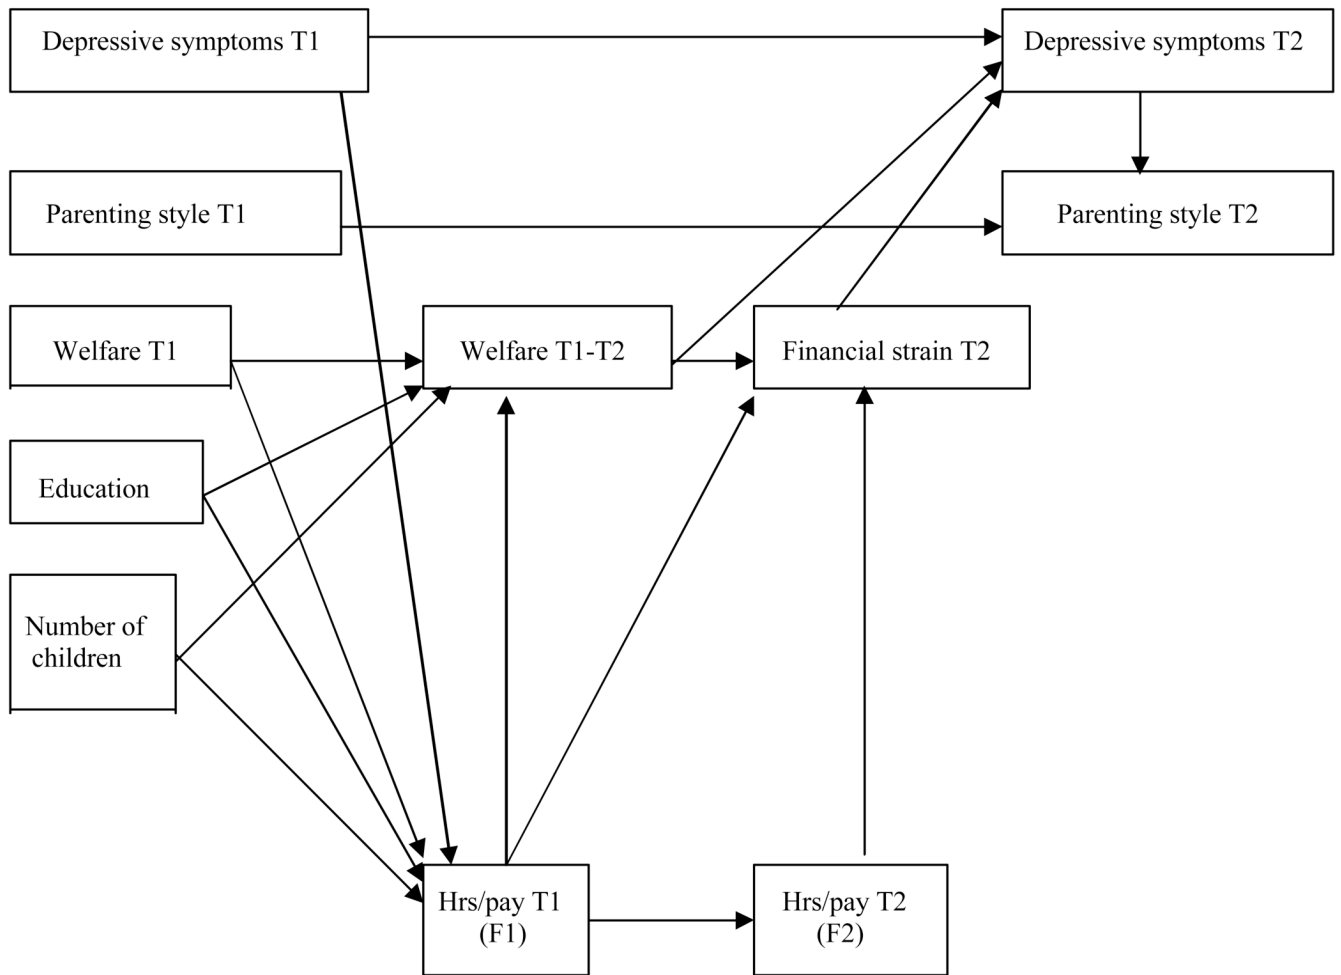 Depressive symptoms T1
Depressive symptoms T2
Parenting style T1
Parenting style T2
Welfare T1
Welfare T1-T2
Financial strain T2
Education
Number of
children
Hrs/pay T1
(F1)
Hrs/pay T2
(F2)